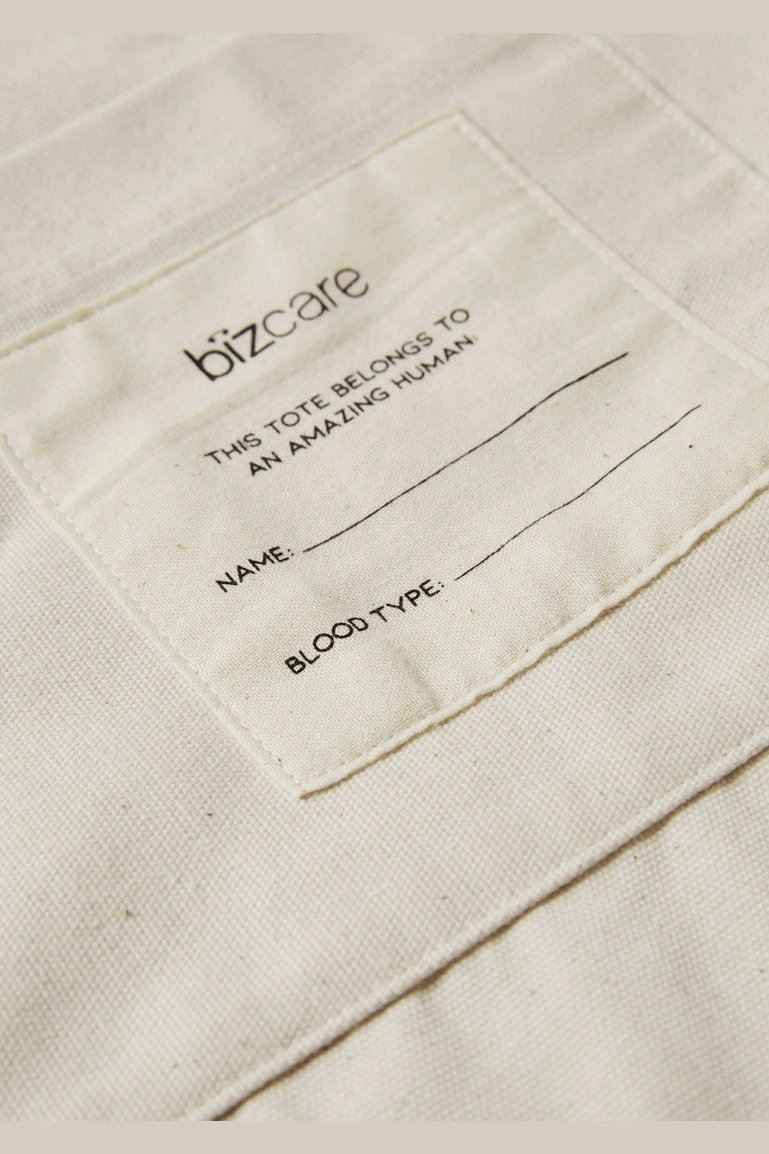 bizcare
THIS TOTE BELONGS TO
AN AMAZING HUMAN:
NAME:
BLOOD TYPE: